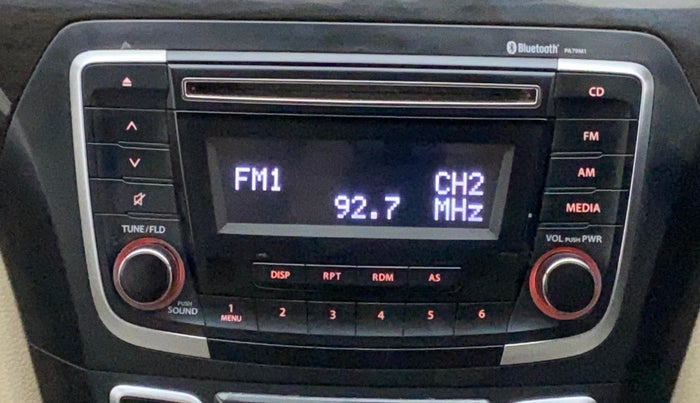 Bluetooth PA79M1
CD
FM
AM
MEDIA
FM1 CH2
92.7 MHz
TUNE/FLD
VOL PUSH PWR
DISP RPT RDM AS
PUSH
SOUND
1 2 3 4 5 6
MENU